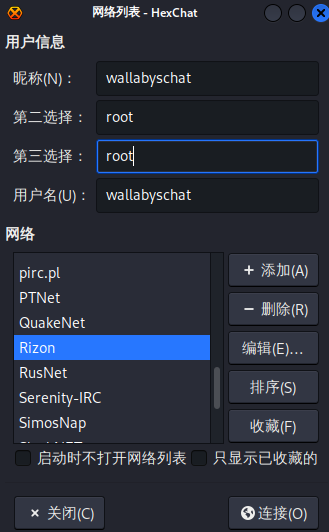 网络列表 - HexChat
用户信息
昵称(N)： wallabyschat
第二选择： root
第三选择： root
用户名(U)： wallabyschat
网络
pirc.pl
PTNet
QuakeNet
Rizon
RusNet
Serenity-IRC
SimosNap
添加(A)
删除(R)
编辑(E)...
排序(S)
收藏(F)
启动时不打开网络列表 只显示已收藏的
关闭(C) 连接(O)